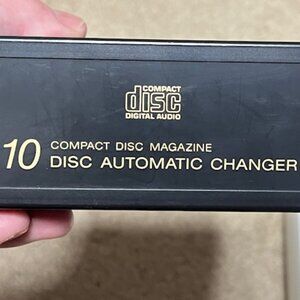 COMPACT
disc
DIGITAL AUDIO
10 COMPACT DISC MAGAZINE
DISC AUTOMATIC CHANGER